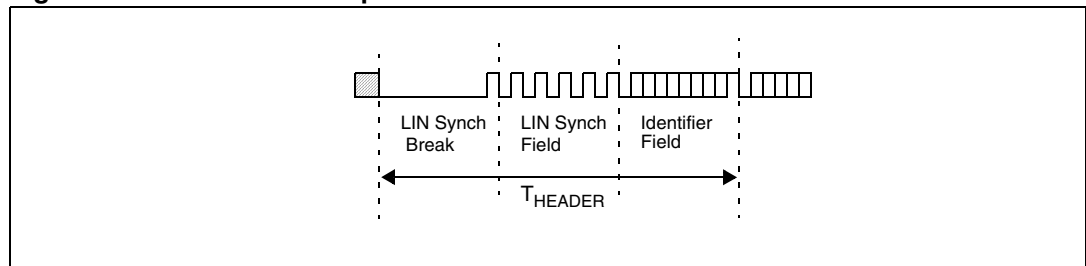 LIN Synch
Break
LIN Synch
Field
Identifier
Field
THEADER